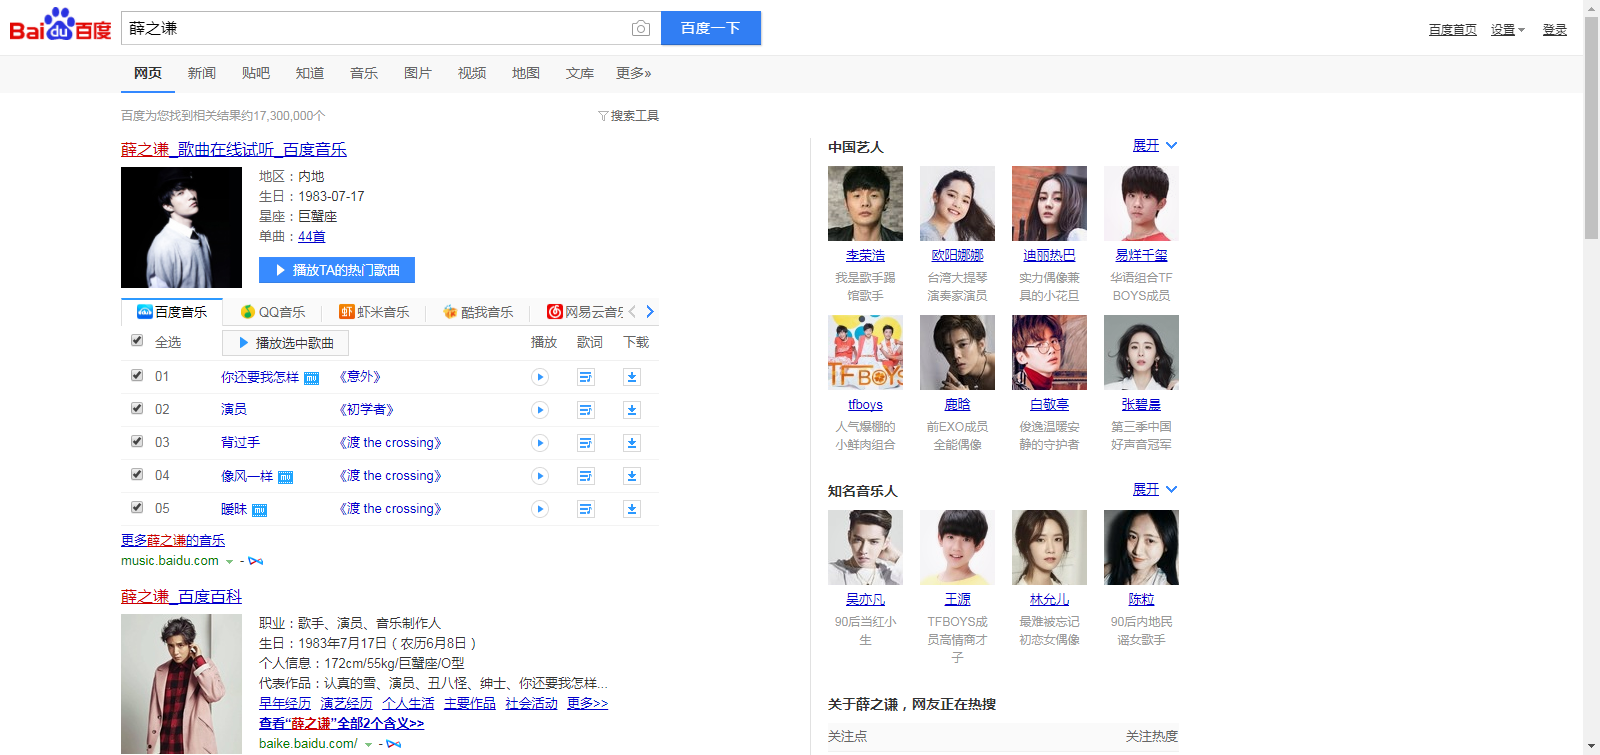 Bai du 百度
薛之谦
百度一下
百度首页 设置 登录
网页 新闻 贴吧 知道 音乐 图片 视频 地图 文库 更多»
百度为您找到相关结果约17,300,000个
搜索工具
薛之谦_歌曲在线试听_百度音乐
地区：内地
生日：1983-07-17
星座：巨蟹座
单曲：44首
播放TA的热门歌曲
百度音乐 QQ音乐 虾米音乐 酷我音乐 网易云音乐
全选 播放选中歌曲 播放 歌词 下载
01 你还要我怎样 mv 《意外》
02 演员 《初学者》
03 背过手 《渡 the crossing》
04 像风一样 mv 《渡 the crossing》
05 暧昧 mv 《渡 the crossing》
更多薛之谦的音乐
music.baidu.com -
薛之谦_百度百科
职业：歌手、演员、音乐制作人
生日：1983年7月17日（农历6月8日）
个人信息：172cm/55kg/巨蟹座/O型
代表作品：认真的雪、演员、丑八怪、绅士、你还要我怎样...
早年经历 演艺经历 个人生活 主要作品 社会活动 更多>>
查看“薛之谦”全部2个含义>>
baike.baidu.com/ -
中国艺人 展开
李荣浩 欧阳娜娜 迪丽热巴 易烊千玺
我是歌手踢 台湾大提琴 实力偶像兼 华语组合TF
馆歌手 演奏家演员 具的小花旦 BOYS成员
TF BOYS
tfboys 鹿晗 白敬亭 张碧晨
人气爆棚的 前EXO成员 俊逸温暖安 第三季中国
小鲜肉组合 全能偶像 静的守护者 好声音冠军
知名音乐人 展开
吴亦凡 王源 林允儿 陈粒
90后当红小 TFBOYS成 最难被忘记 90后内地民
生 员高情商才 初恋女偶像 谣女歌手
子
关于薛之谦，网友正在热搜
关注点 关注热度